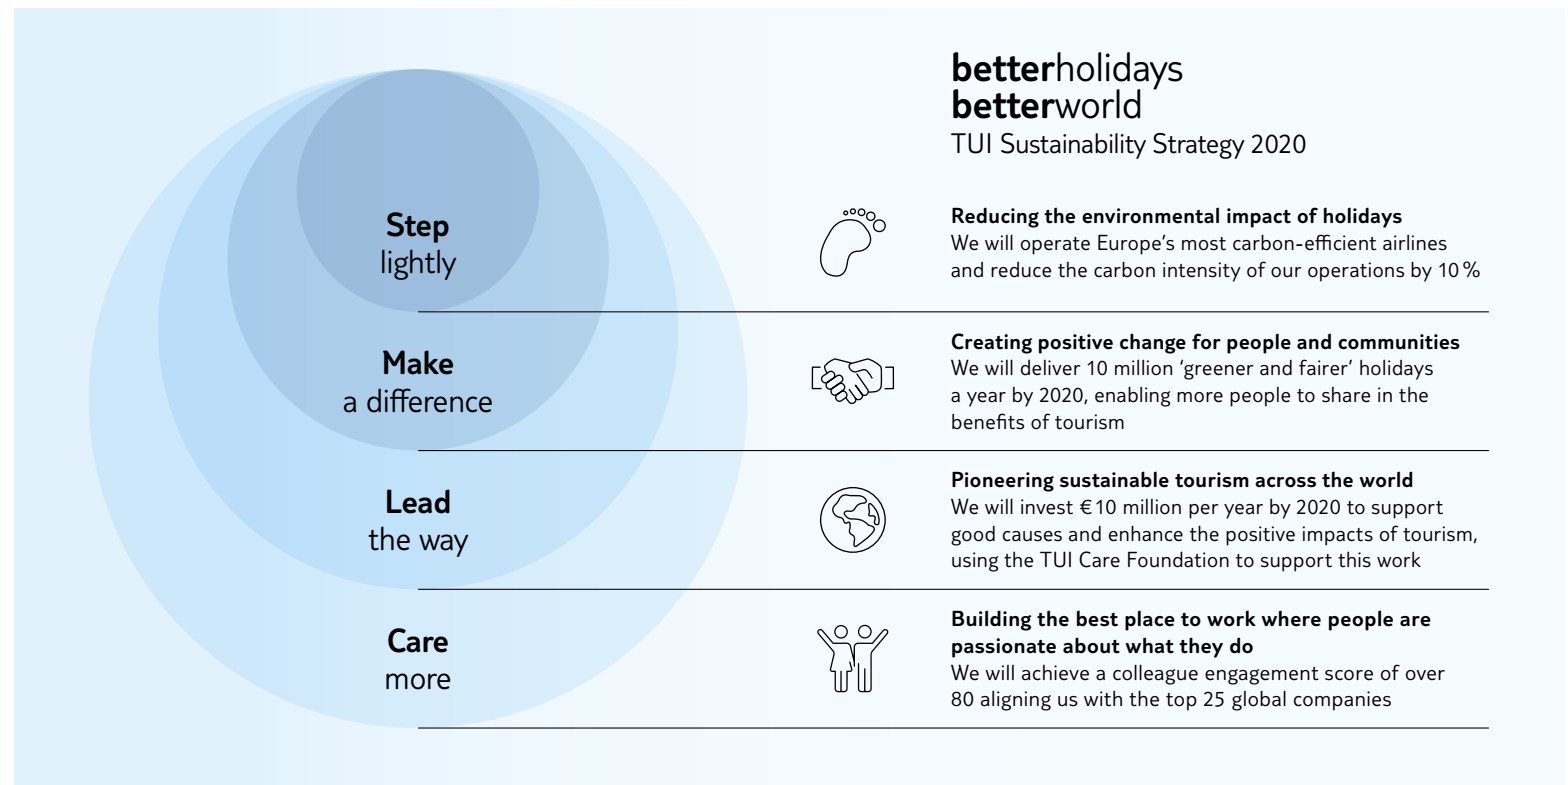 betterholidays
betterworld
TUI Sustainability Strategy 2020
Step
lightly
Reducing the environmental impact of holidays
We will operate Europe’s most carbon-efficient airlines
and reduce the carbon intensity of our operations by 10 %
Make
a difference
Creating positive change for people and communities
We will deliver 10 million ‘greener and fairer’ holidays
a year by 2020, enabling more people to share in the
benefits of tourism
Lead
the way
Pioneering sustainable tourism across the world
We will invest €10 million per year by 2020 to support
good causes and enhance the positive impacts of tourism,
using the TUI Care Foundation to support this work
Care
more
Building the best place to work where people are
passionate about what they do
We will achieve a colleague engagement score of over
80 aligning us with the top 25 global companies